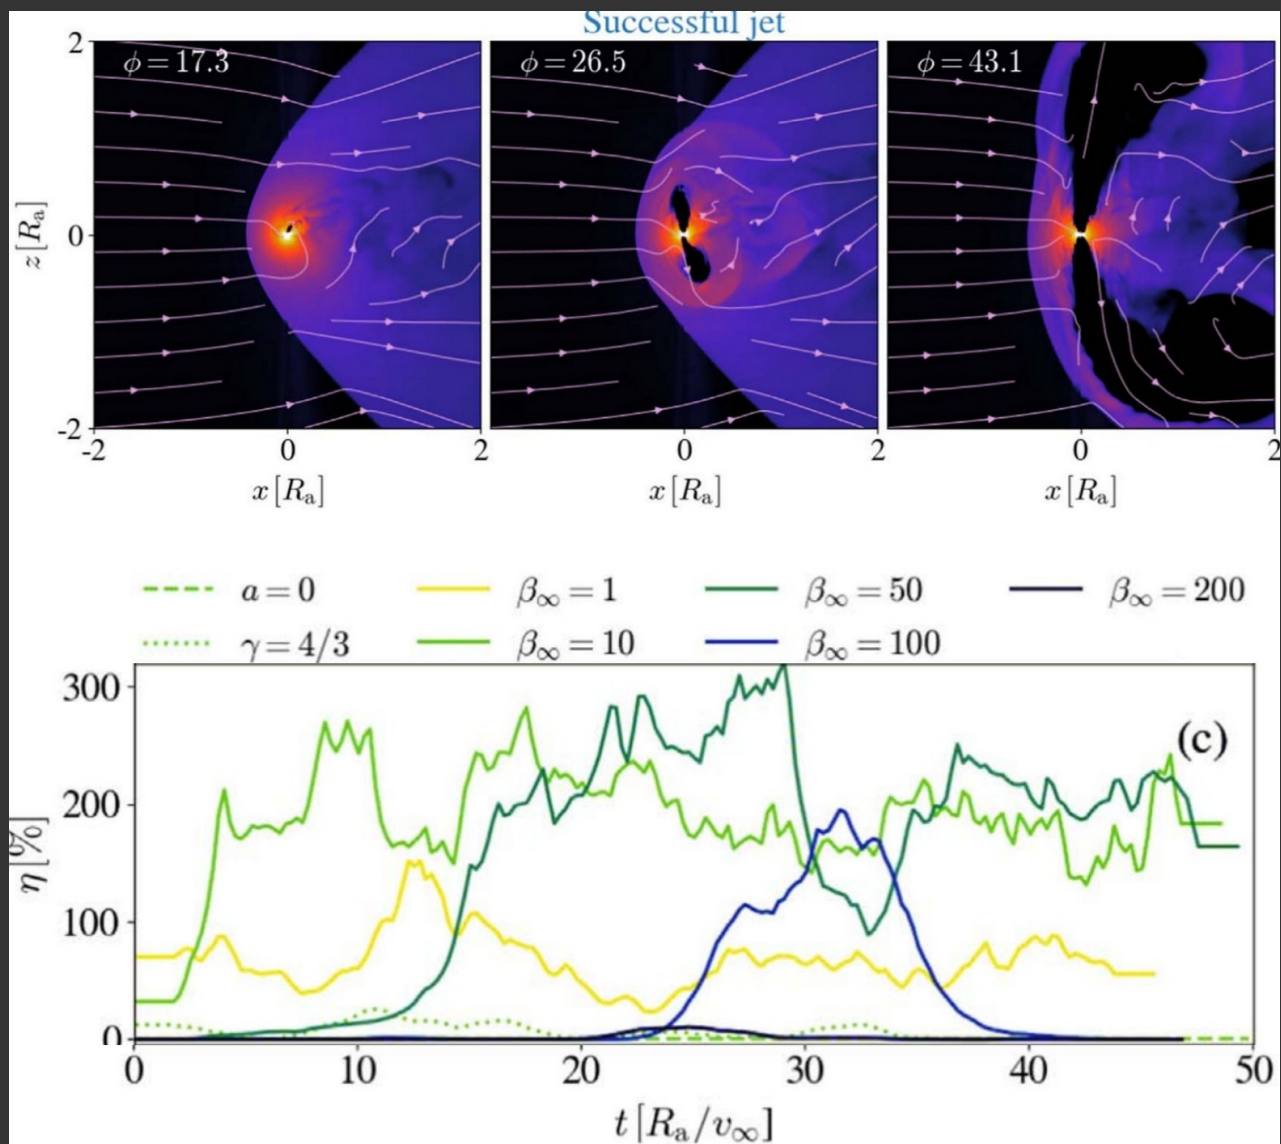 Successful jet
ϕ = 17.3 ϕ = 26.5 ϕ = 43.1
2
z [Rₐ]
0
-2
-2 0 2 0 2 0 2
x [Rₐ] x [Rₐ] x [Rₐ]
a = 0 β∞ = 1 β∞ = 50 β∞ = 200
γ = 4/3 β∞ = 10 β∞ = 100
300
(c)
200
η [%]
100
0
0 10 20 30 40 50
t [Rₐ/v∞]